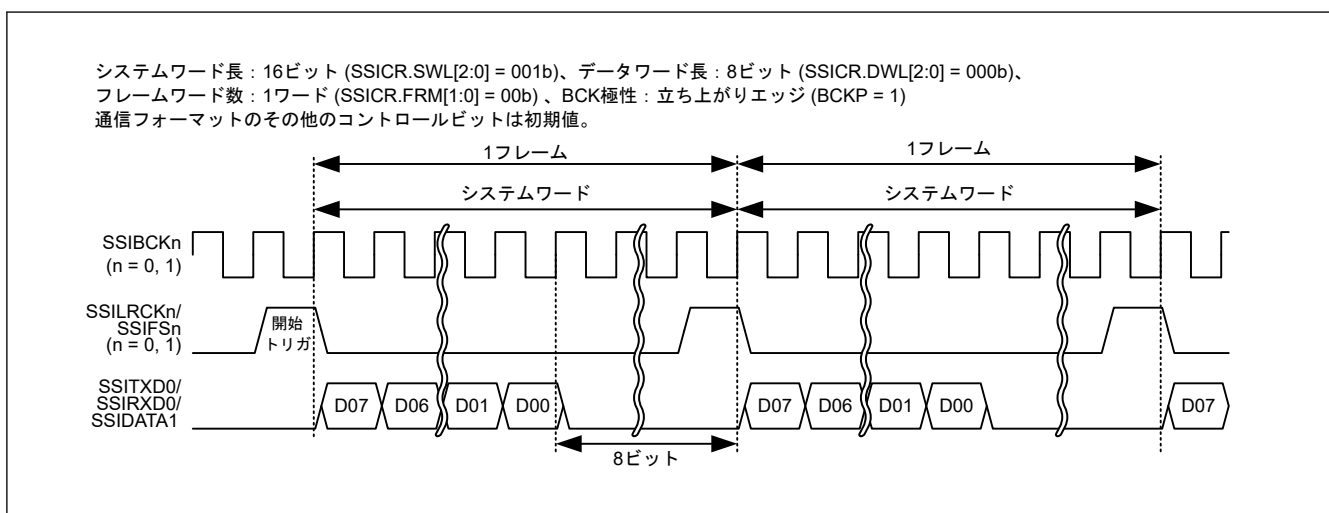 システムワード長：16ビット (SSICR.SWL[2:0] = 001b)、データワード長：8ビット (SSICR.DWL[2:0] = 000b)、
フレームワード数：1ワード (SSICR.FRM[1:0] = 00b) 、BCK極性：立ち上がりエッジ (BCKP = 1)
通信フォーマットのその他のコントロールビットは初期値。
1フレーム 1フレーム
システムワード システムワード
SSIBCKn
(n = 0, 1)
SSILRCKn/
SSIFSn
(n = 0, 1)
開始
トリガ
SSITXD0/
SSIRXD0/
SSIDATA1
D07 D06 D01 D00 D07 D06 D01 D00 D07
8ビット